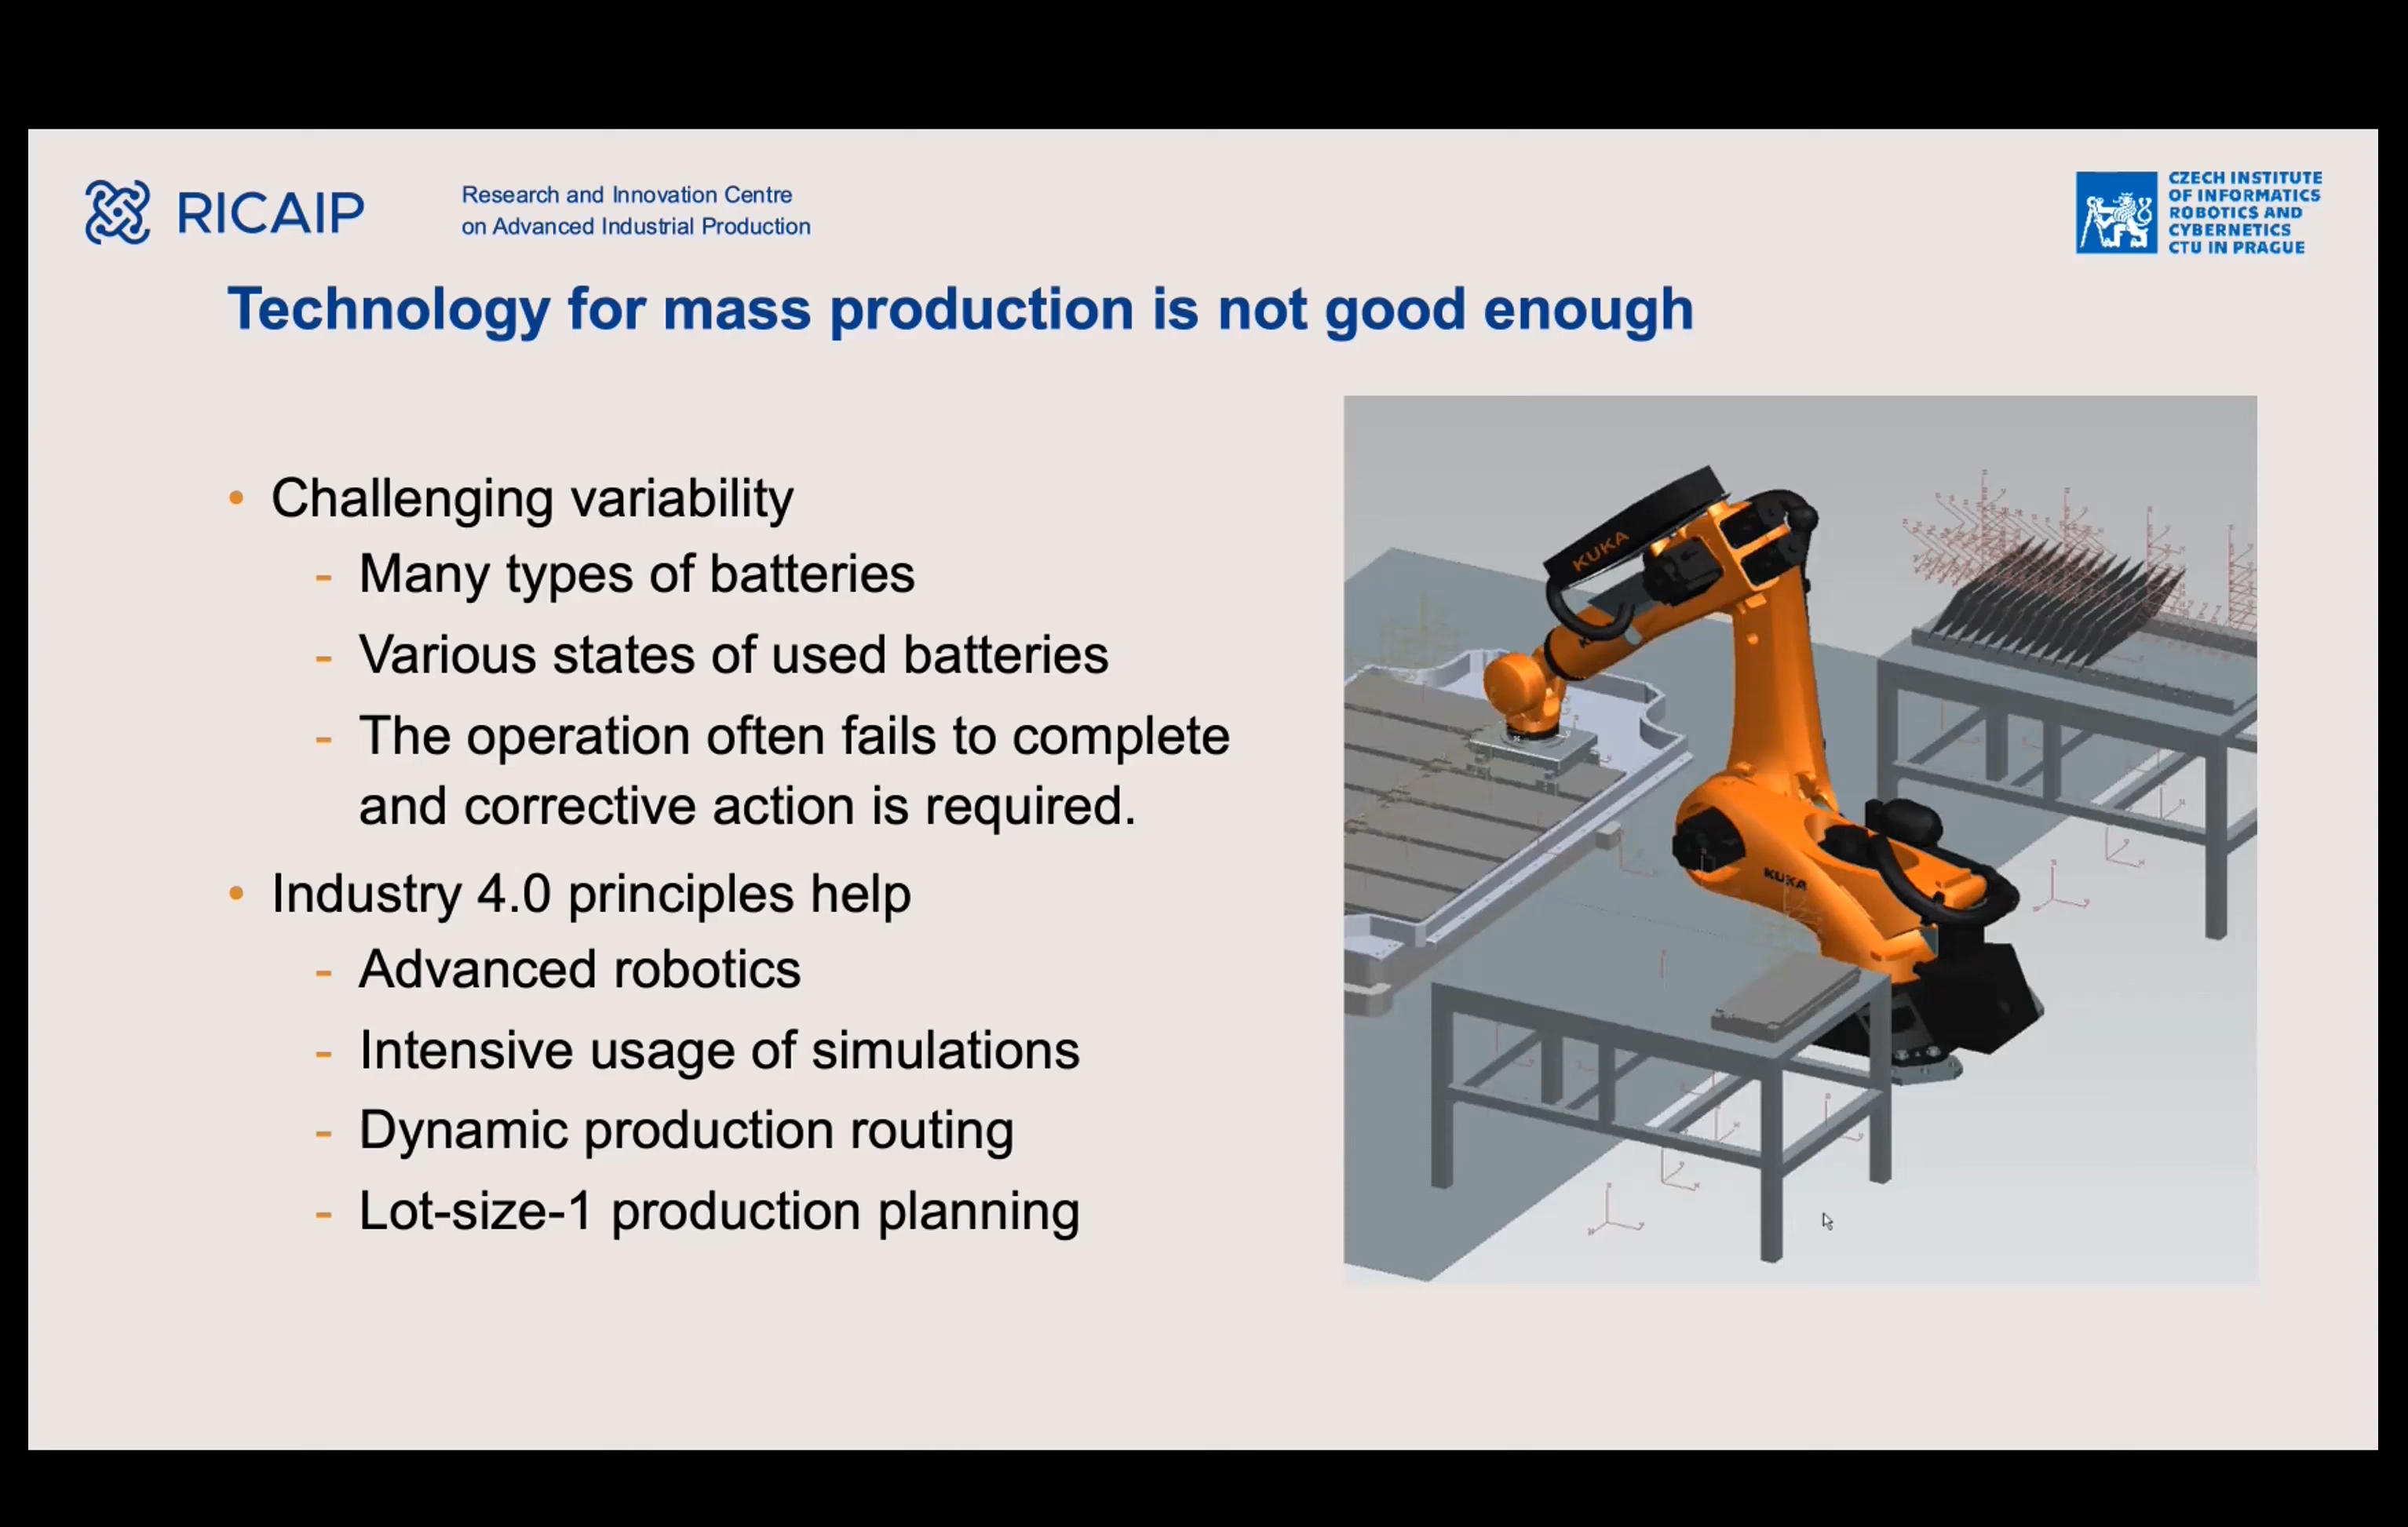 RICAIP
Research and Innovation Centre
on Advanced Industrial Production
CZECH INSTITUTE
OF INFORMATICS
ROBOTICS AND
CYBERNETICS
CTU IN PRAGUE
Technology for mass production is not good enough
• Challenging variability
- Many types of batteries
- Various states of used batteries
- The operation often fails to complete
and corrective action is required.
• Industry 4.0 principles help
- Advanced robotics
- Intensive usage of simulations
- Dynamic production routing
- Lot-size-1 production planning
KUKA
KUKA